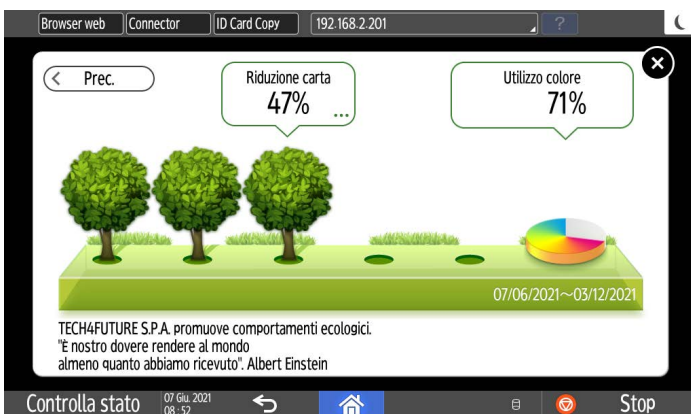 Browser web
Connector
ID Card Copy
192.168.2.201
?
Prec.
Riduzione carta
47%
...
Utilizzo colore
71%
07/06/2021~03/12/2021
TECH4FUTURE S.P.A. promuove comportamenti ecologici.
"È nostro dovere rendere al mondo
almeno quanto abbiamo ricevuto". Albert Einstein
Controlla stato
07 Giu. 2021
08 : 52
Stop